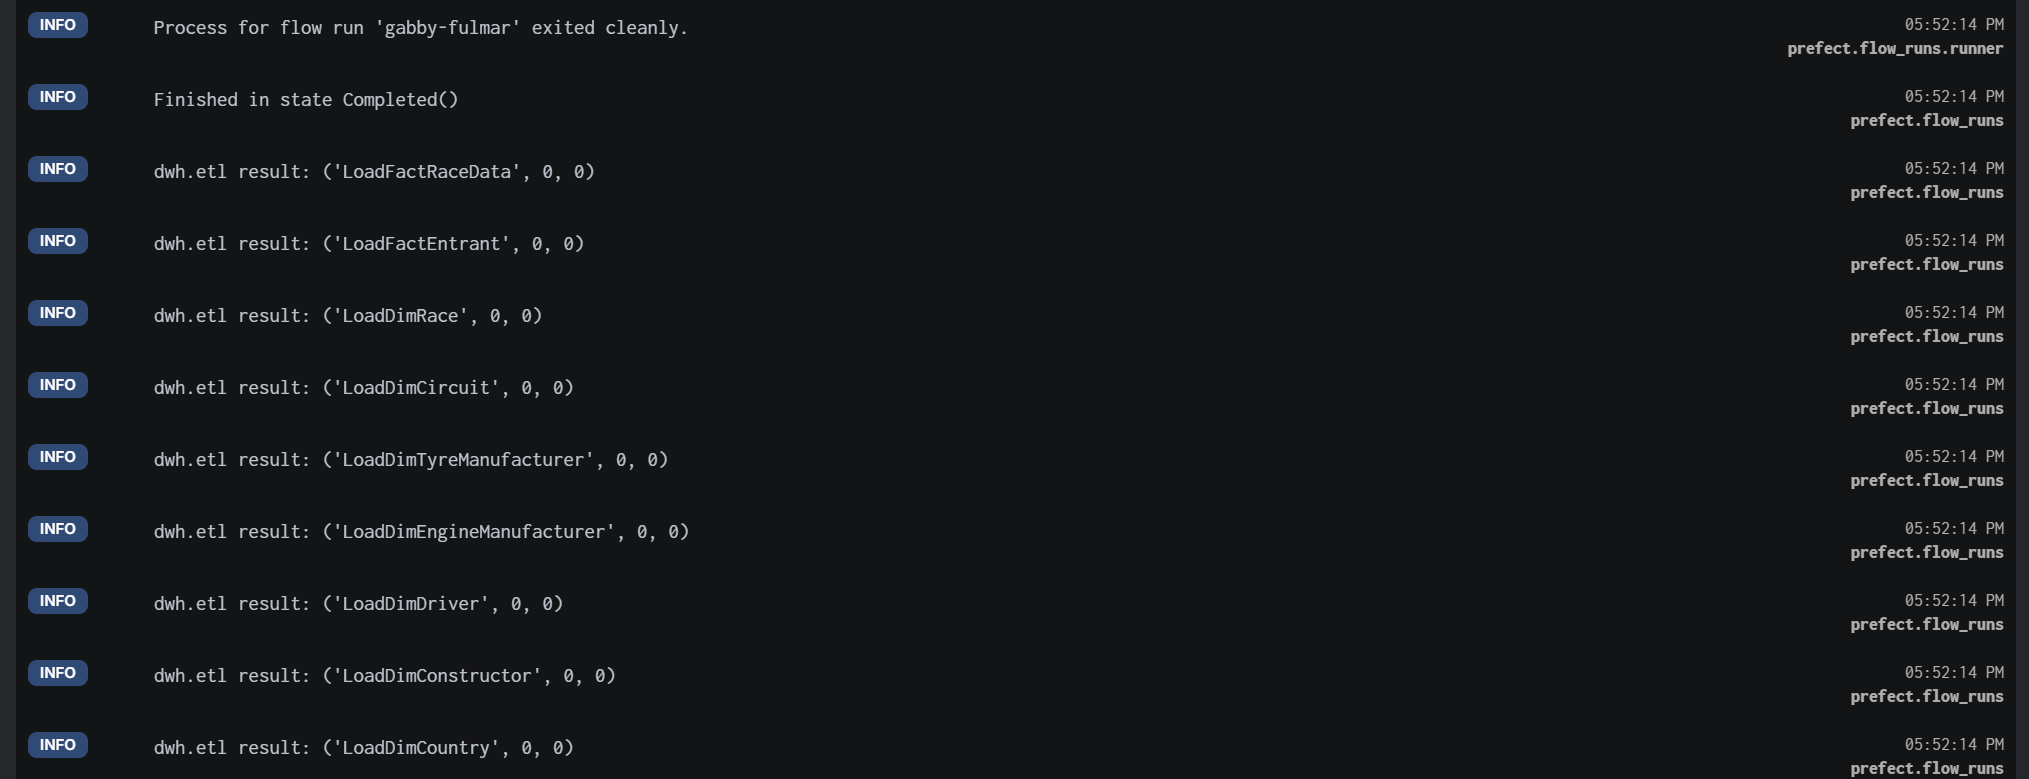 INFO Process for flow run 'gabby-fulmar' exited cleanly. 05:52:14 PM
prefect.flow_runs.runner
INFO Finished in state Completed() 05:52:14 PM
prefect.flow_runs
INFO dwh.etl result: ('LoadFactRaceData', 0, 0) 05:52:14 PM
prefect.flow_runs
INFO dwh.etl result: ('LoadFactEntrant', 0, 0) 05:52:14 PM
prefect.flow_runs
INFO dwh.etl result: ('LoadDimRace', 0, 0) 05:52:14 PM
prefect.flow_runs
INFO dwh.etl result: ('LoadDimCircuit', 0, 0) 05:52:14 PM
prefect.flow_runs
INFO dwh.etl result: ('LoadDimTyreManufacturer', 0, 0) 05:52:14 PM
prefect.flow_runs
INFO dwh.etl result: ('LoadDimEngineManufacturer', 0, 0) 05:52:14 PM
prefect.flow_runs
INFO dwh.etl result: ('LoadDimDriver', 0, 0) 05:52:14 PM
prefect.flow_runs
INFO dwh.etl result: ('LoadDimConstructor', 0, 0) 05:52:14 PM
prefect.flow_runs
INFO dwh.etl result: ('LoadDimCountry', 0, 0) 05:52:14 PM
prefect.flow_runs